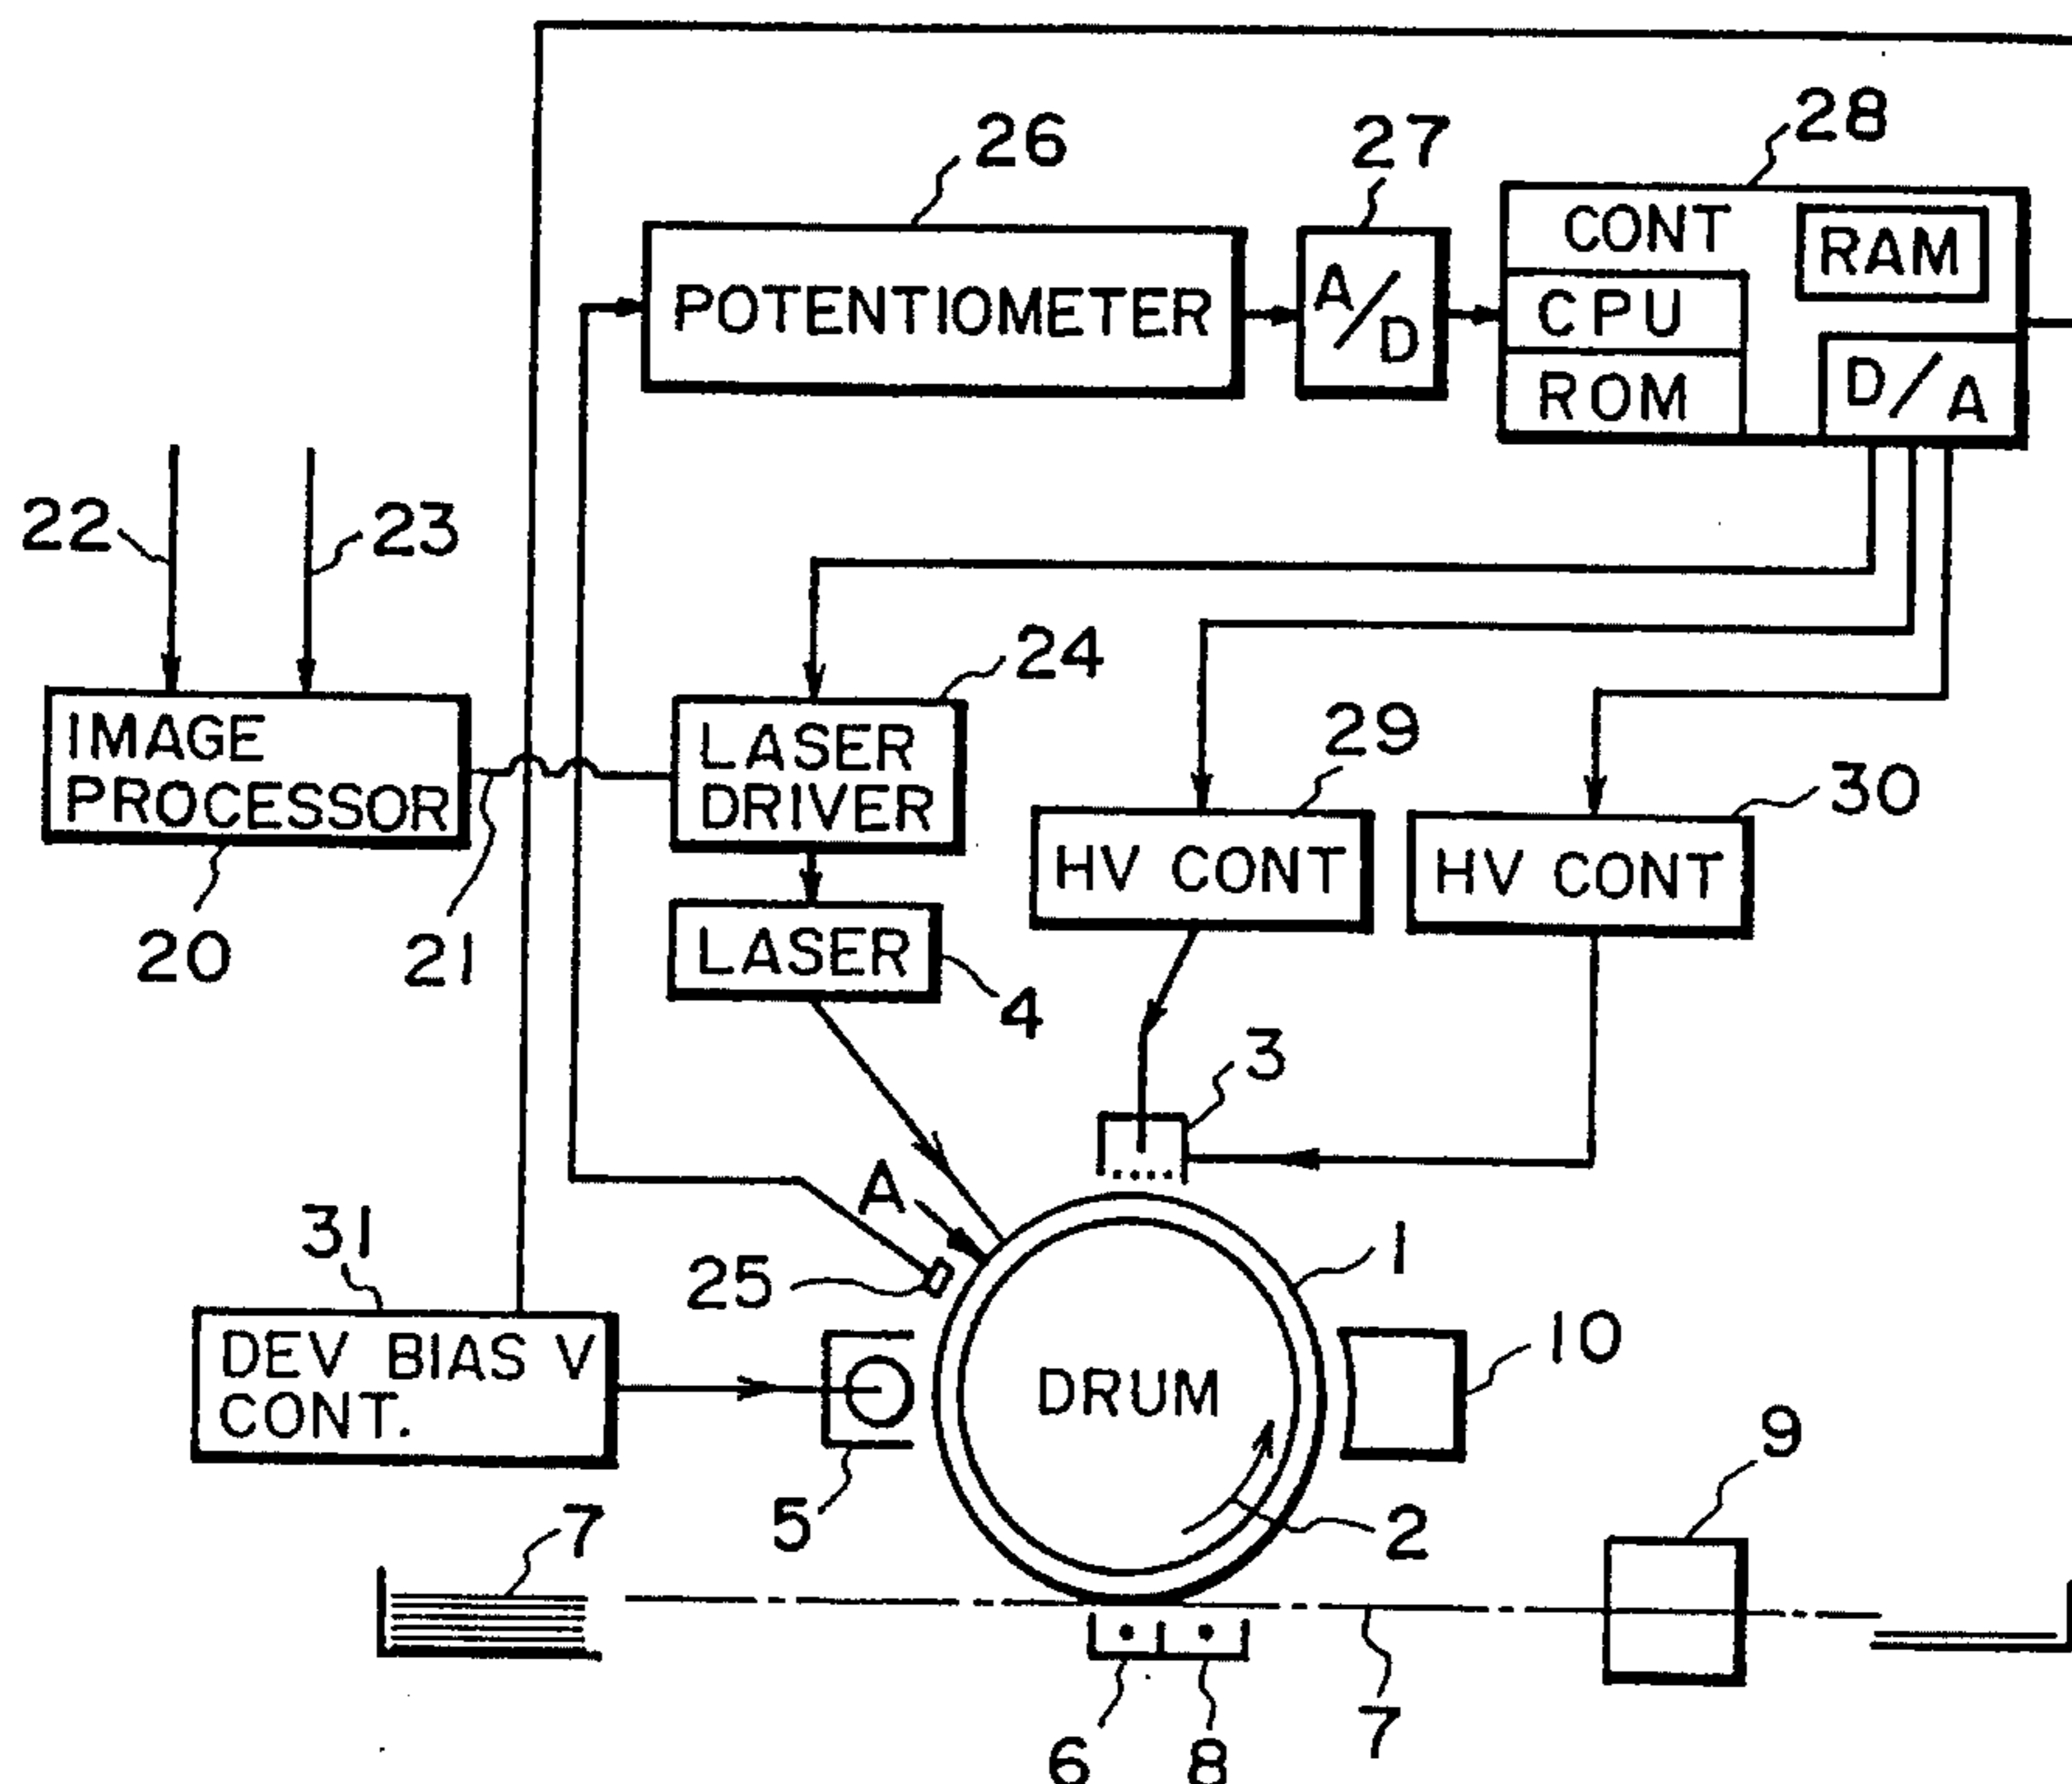 26
27
28
POTENTIOMETER
A/D
CONT
RAM
CPU
ROM
D/A
22
23
24
IMAGE
PROCESSOR
LASER
DRIVER
29
30
HV CONT
HV CONT
20
21
LASER
4
3
A
25
1
31
DEV BIAS V
CONT.
DRUM
10
5
2
9
7
7
6
8